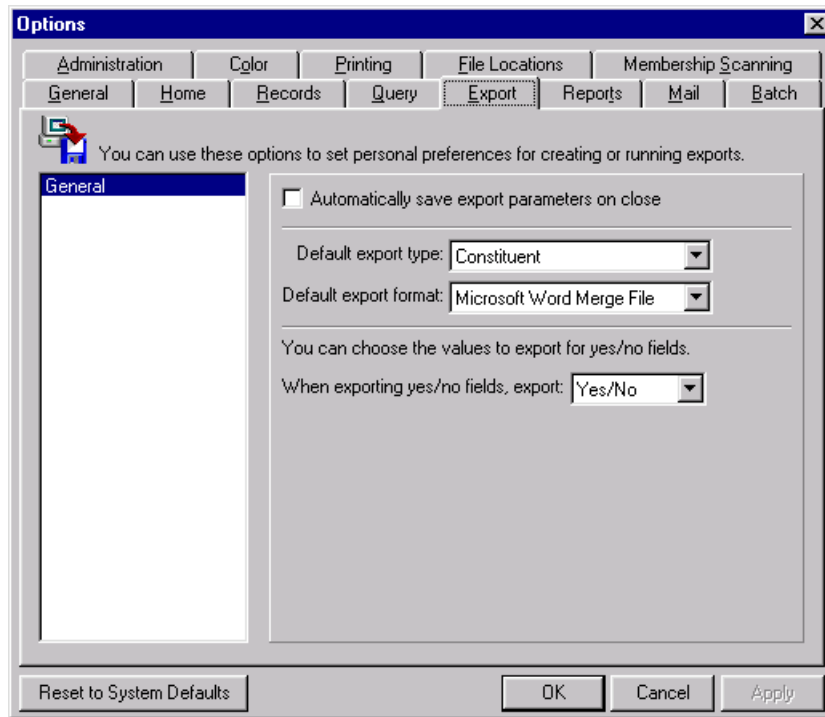 Options
Administration Color Printing File Locations Membership Scanning
General Home Records Query Export Reports Mail Batch
You can use these options to set personal preferences for creating or running exports.
General
Automatically save export parameters on close
Default export type: Constituent
Default export format: Microsoft Word Merge File
You can choose the values to export for yes/no fields.
When exporting yes/no fields, export: Yes/No
Reset to System Defaults OK Cancel Apply